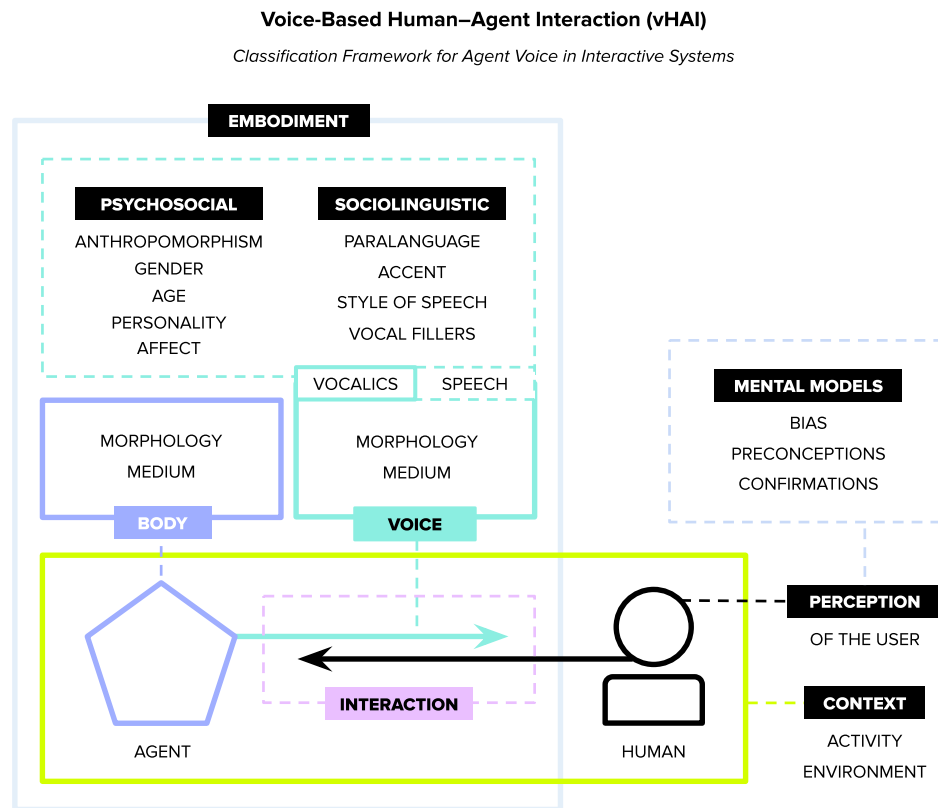 Voice-Based Human–Agent Interaction (vHAI)
Classification Framework for Agent Voice in Interactive Systems
EMBODIMENT
PSYCHOSOCIAL
ANTHROPOMORPHISM
GENDER
AGE
PERSONALITY
AFFECT
SOCIOLINGUISTIC
PARALANGUAGE
ACCENT
STYLE OF SPEECH
VOCAL FILLERS
VOCALICS
SPEECH
MORPHOLOGY
MEDIUM
BODY
MORPHOLOGY
MEDIUM
VOICE
MENTAL MODELS
BIAS
PRECONCEPTIONS
CONFIRMATIONS
PERCEPTION
OF THE USER
INTERACTION
AGENT
HUMAN
CONTEXT
ACTIVITY
ENVIRONMENT